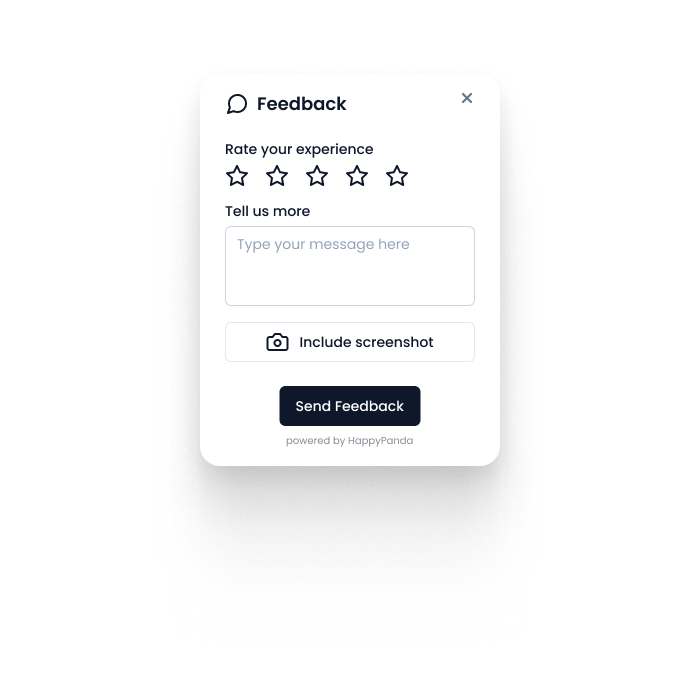 Feedback
Rate your experience
Tell us more
Type your message here
Include screenshot
Send Feedback
powered by HappyPanda